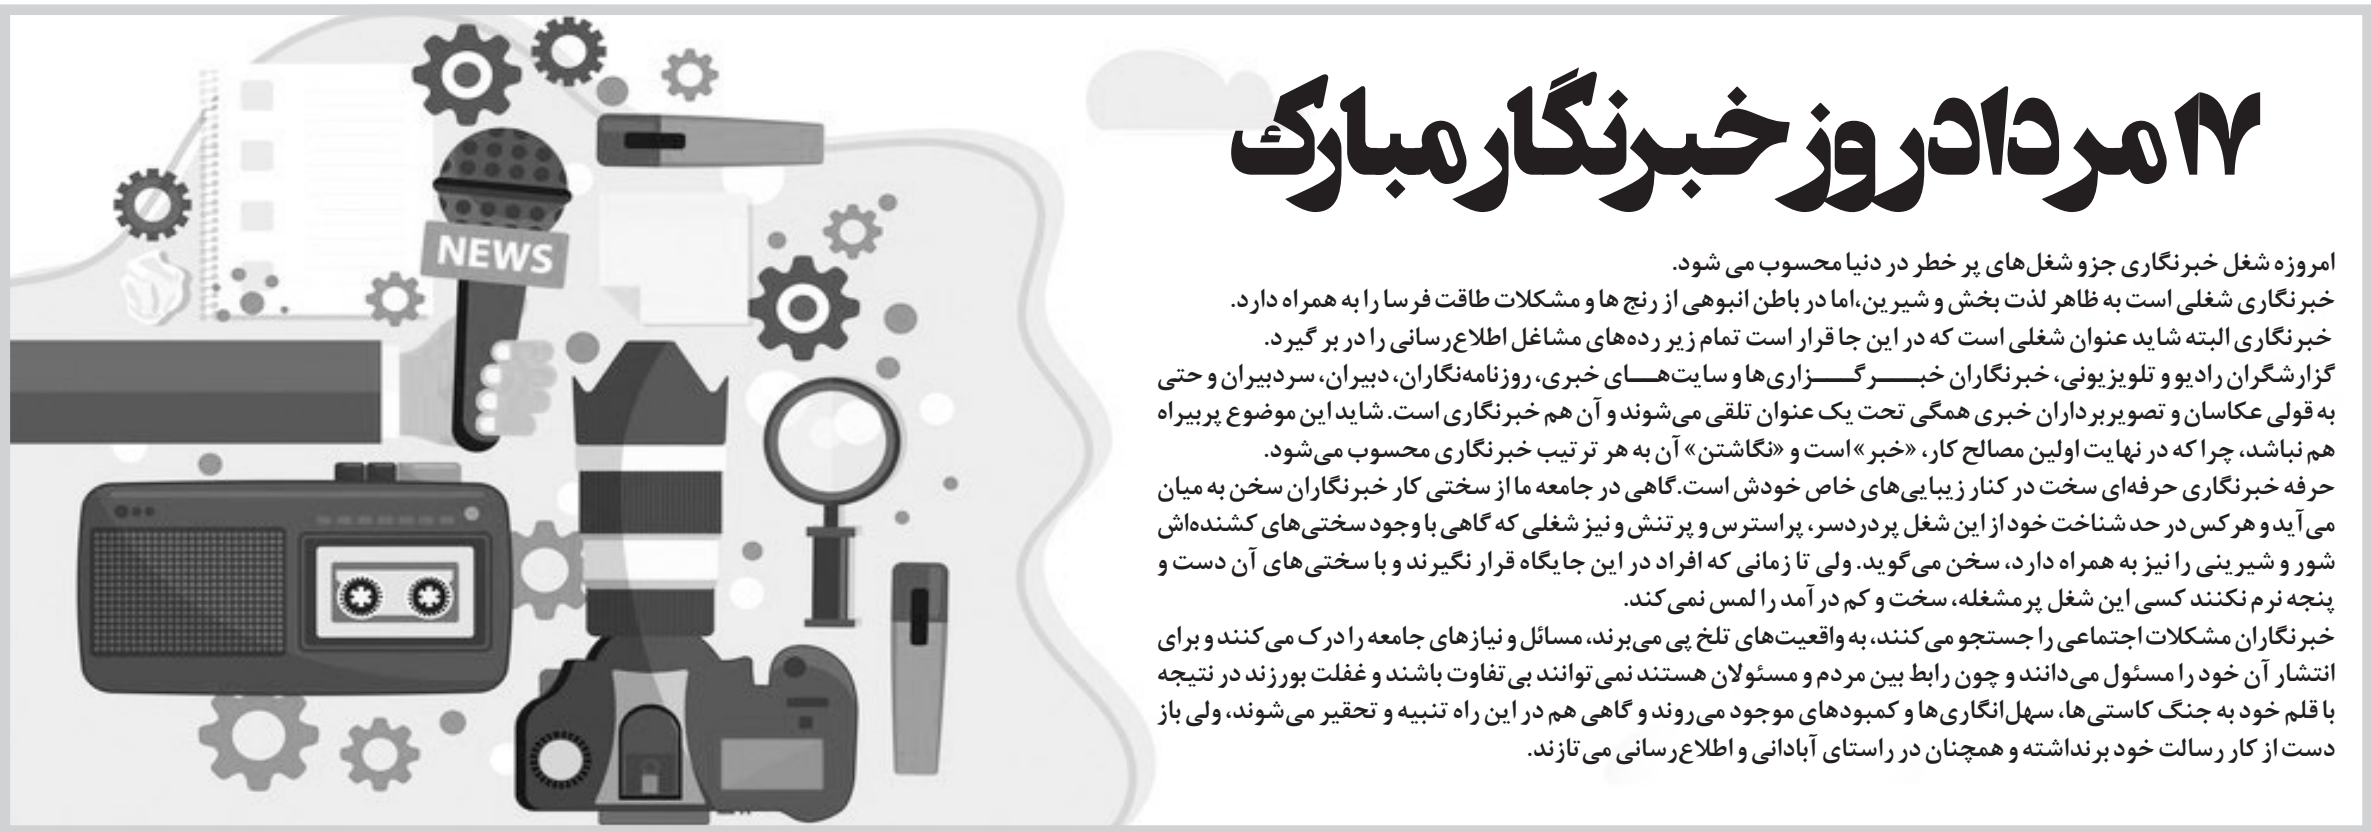 ۱۷ مرداد روز خبرنگار مبارک
امروزه شغل خبرنگاری جزو شغل‌های پر خطر در دنیا محسوب می شود.
خبرنگاری شغلی است به ظاهر لذت بخش و شیرین،اما در باطن انبوهی از رنج ها و مشکلات طاقت فرسا را به همراه دارد.
خبرنگاری البته شاید عنوان شغلی است که در این جا قرار است تمام زیر رده‌های مشاغل اطلاع‌رسانی را در بر گیرد.
گزارشگران رادیو و تلویزیونی، خبرنگاران خبـــرگـــزاری‌ها و سایت‌هـــای خبری، روزنامه‌نگاران، دبیران، سردبیران و حتی
به قولی عکاسان و تصویربرداران خبری همگی تحت یک عنوان تلقی می‌شوند و آن هم خبرنگاری است. شاید این موضوع پربیراه
هم نباشد، چرا که در نهایت اولین مصالح کار، «خبر »است و «نگاشتن» آن به هر ترتیب خبرنگاری محسوب می‌شود.
حرفه خبرنگاری حرفه‌ای سخت در کنار زیبایی‌های خاص خودش است.گاهی در جامعه ما از سختی کار خبرنگاران سخن به میان
می‌آید و هر کس در حد شناخت خود از این شغل پردردسر، پراسترس و پرتنش و نیز شغلی که گاهی با وجود سختی‌های کشنده‌اش
شور و شیرینی را نیز به همراه دارد، سخن می‌گوید. ولی تا زمانی که افراد در این جایگاه قرار نگیرند و با سختی‌های آن دست و
پنجه نرم نکنند کسی این شغل پرمشغله، سخت و کم درآمد را لمس نمی‌کند.
خبرنگاران مشکلات اجتماعی را جستجو می‌کنند، به واقعیت‌های تلخ پی می‌برند، مسائل و نیازهای جامعه را درک می‌کنند و برای
انتشار آن خود را مسئول می‌دانند و چون رابط بین مردم و مسئولان هستند نمی‌توانند بی‌تفاوت باشند و غفلت بورزند در نتیجه
با قلم خود به جنگ کاستی‌ها، سهل‌انگاری‌ها و کمبودهای موجود می‌روند و گاهی هم در این راه تنبیه و تحقیر می‌شوند، ولی باز
دست از کار رسالت خود برنداشته و همچنان در راستای آبادانی و اطلاع‌رسانی می‌تازند.
NEWS